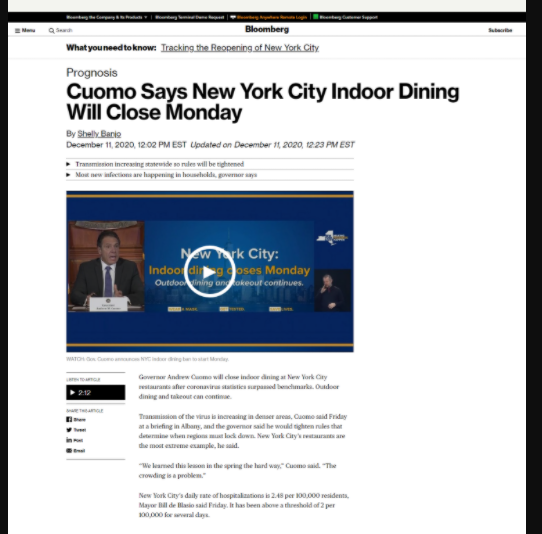 Bloomberg the Company & Its Products ▾ | Bloomberg Terminal Demo Request | Bloomberg Anywhere Remote Login | Bloomberg Customer Support
Menu Search Bloomberg Subscribe
What you need to know: Tracking the Reopening of New York City
Prognosis
Cuomo Says New York City Indoor Dining
Will Close Monday
By Shelly Banjo
December 11, 2020, 12:02 PM EST Updated on December 11, 2020, 12:23 PM EST
Transmission increasing statewide so rules will be tightened
Most new infections are happening in households, governor says
New York City:
Indoor dining closes Monday
Outdoor dining and takeout continues.
WATCH: Gov. Cuomo announces NYC indoor dining ban to start Monday.
LISTEN TO ARTICLE
2:12
SHARE THIS ARTICLE
Share
Tweet
Post
Email
Governor Andrew Cuomo will close indoor dining at New York City
restaurants after coronavirus statistics surpassed benchmarks. Outdoor
dining and takeout can continue.
Transmission of the virus is increasing in denser areas, Cuomo said Friday
at a briefing in Albany, and the governor said he would tighten rules that
determine when regions must lock down. New York City's restaurants are
the most extreme example, he said.
"We learned this lesson in the spring the hard way," Cuomo said. "The
crowding is a problem."
New York City's daily rate of hospitalizations is 2.48 per 100,000 residents,
Mayor Bill de Blasio said Friday. It has been above a threshold of 2 per
100,000 for several days.